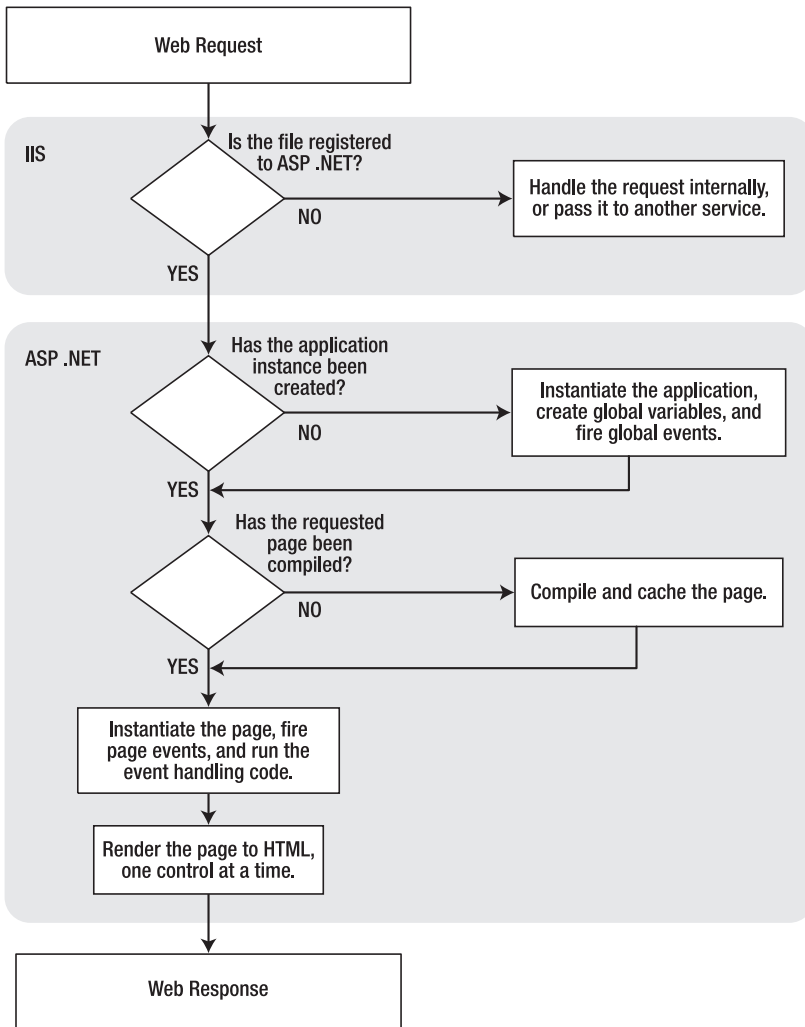 Web Request
IIS
Is the file registered
to ASP .NET?
NO
Handle the request internally,
or pass it to another service.
YES
ASP .NET
Has the application
instance been
created?
NO
Instantiate the application,
create global variables, and
fire global events.
YES
Has the requested
page been
compiled?
NO
Compile and cache the page.
YES
Instantiate the page, fire
page events, and run the
event handling code.
Render the page to HTML,
one control at a time.
Web Response